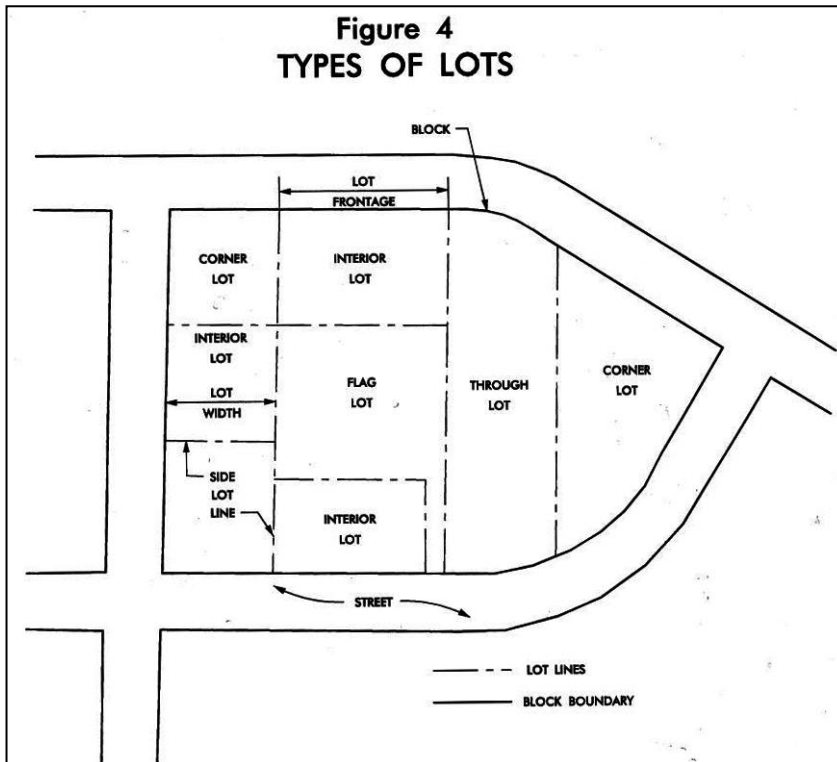 Figure 4
TYPES OF LOTS
BLOCK
LOT
FRONTAGE
CORNER
LOT
INTERIOR
LOT
INTERIOR
LOT
LOT
WIDTH
FLAG
LOT
THROUGH
LOT
CORNER
LOT
SIDE
LOT
LINE
INTERIOR
LOT
STREET
LOT LINES
BLOCK BOUNDARY